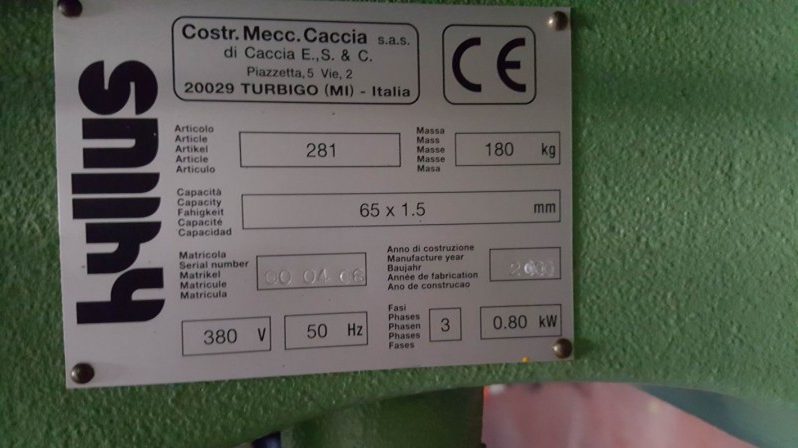 hyllus
Costr. Mecc. Caccia s.a.s.
di Caccia E., S. & C.
Piazzetta, 5 Vie, 2
20029 TURBIGO (MI) - Italia
CE
Articolo
Article
Artikel
Article
Articulo
281
Massa
Mass
Masse
Masse
Masa
180 kg
Capacità
Capacity
Fahigkeit
Capacité
Capacidad
65 x 1.5 mm
Matricola
Serial number
Matrikel
Matricule
Matricula
00 04 08
Anno di costruzione
Manufacture year
Baujahr
Année de fabrication
Ano de construcao
380 V
50 Hz
Fasi
Phases
Phasen
Phases
Fases
3
0.80 kW